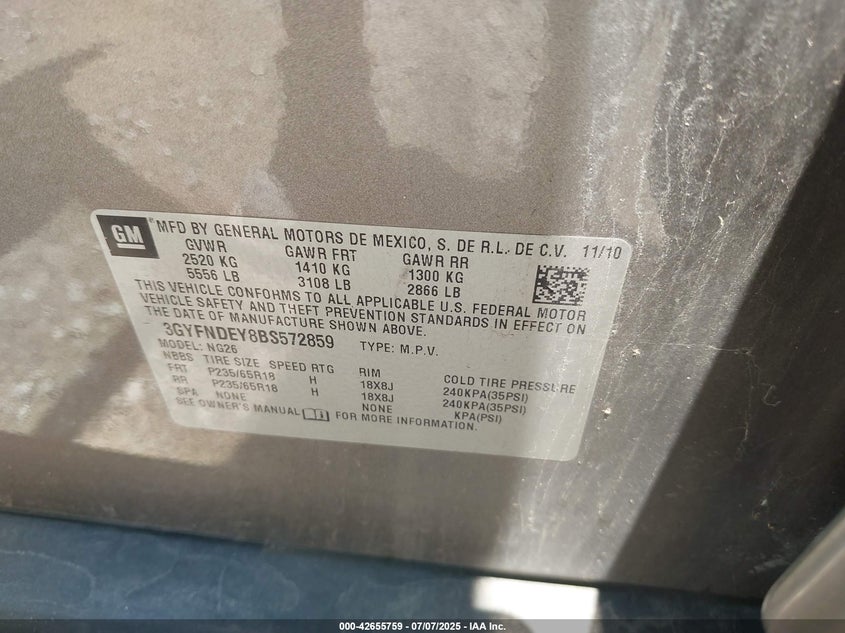 GM ® MFD BY GENERAL MOTORS DE MEXICO, S. DE R.L. DE C.V. 11/10
GVWR GAWR FRT GAWR RR
2520 KG 1410 KG 1300 KG
5556 LB 3108 LB 2866 LB
THIS VEHICLE CONFORMS TO ALL APPLICABLE U.S. FEDERAL MOTOR
VEHICLE SAFETY AND THEFT PREVENTION STANDARDS IN EFFECT ON
THE DATE OF MANUFACTURE SHOWN ABOVE.
3GYFNDEY8BS572859 TYPE: M.P.V.
MODEL: NG26
NBBS TIRE SIZE SPEED RTG RIM COLD TIRE PRESSURE
FRT P235/65R18 H 18X8J 240KPA(35PSI)
RR P235/65R18 H 18X8J 240KPA(35PSI)
SPA NONE NONE KPA(PSI)
SEE OWNER'S MANUAL FOR MORE INFORMATION.
000-42655759 / 07/07/2025 - IAA Inc.